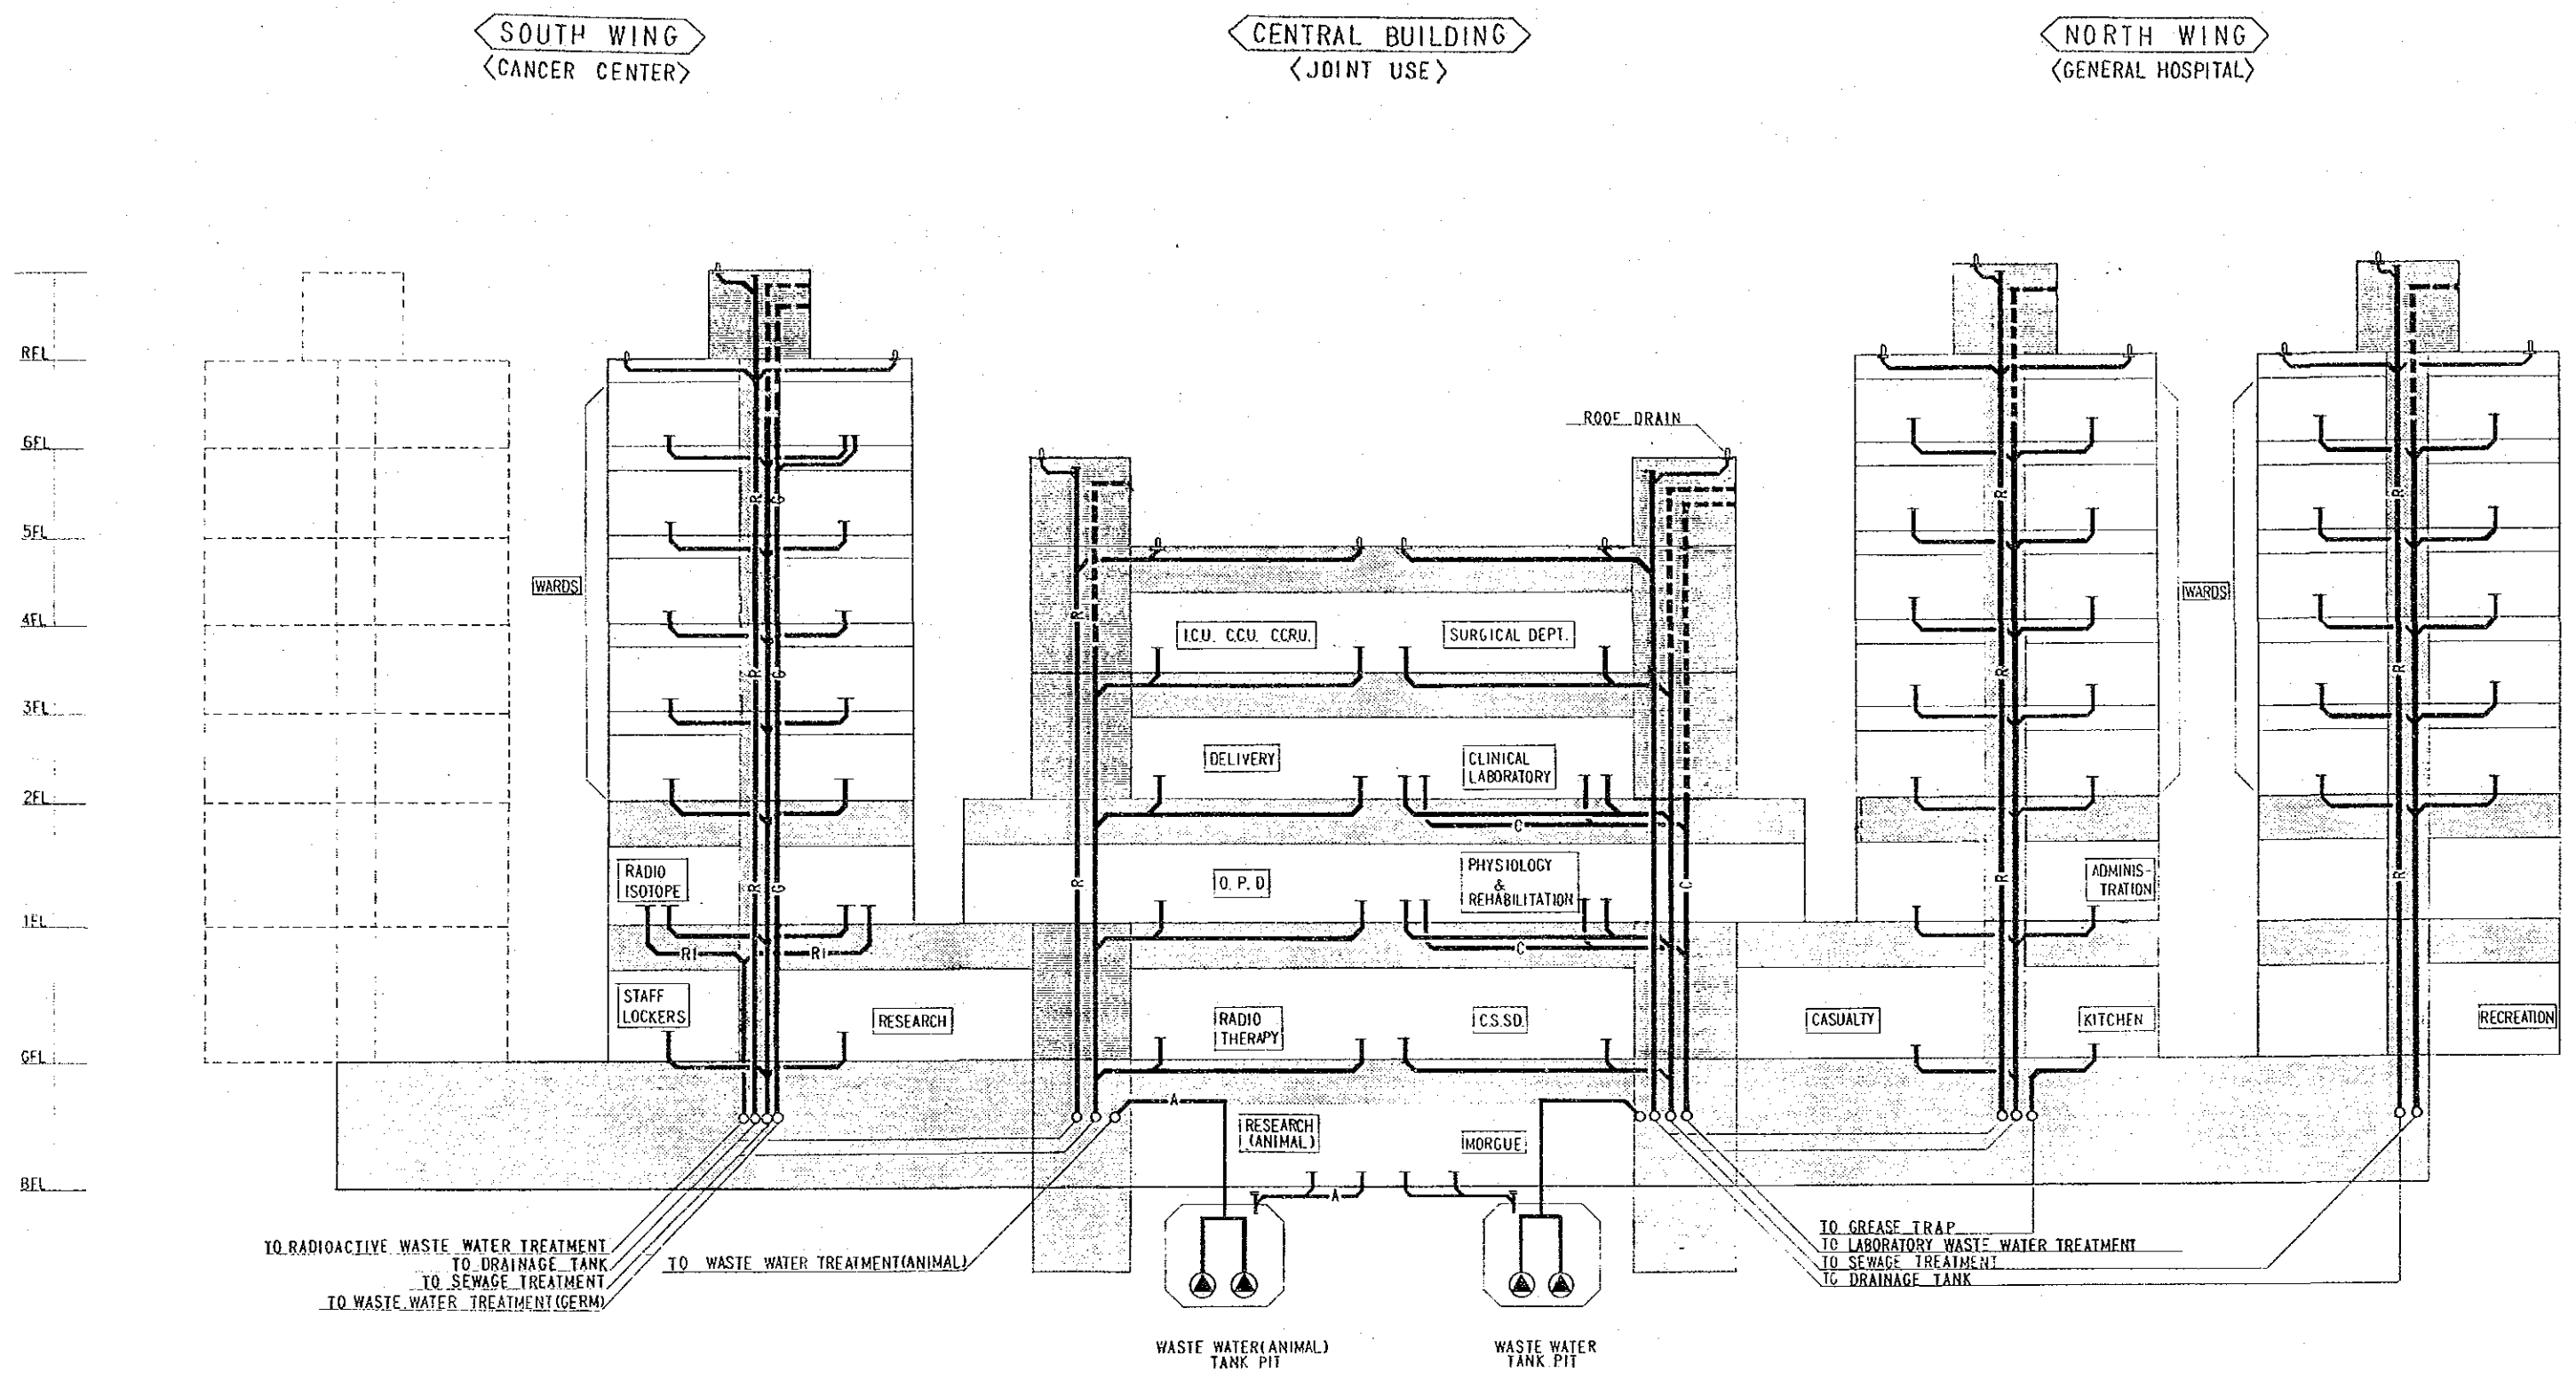 SOUTH WING
<CANCER CENTER>
CENTRAL BUILDING
<JOINT USE>
NORTH WING
<GENERAL HOSPITAL>
RFL
6FL
5FL
4FL
3FL
2FL
1FL
GFL
BFL
ROOF DRAIN
WARDS
WARDS
I.C.U. C.C.U. CCRU.
SURGICAL DEPT.
DELIVERY
CLINICAL
LABORATORY
RADIO
ISOTOPE
O. P. D
PHYSIOLOGY
&
REHABILITATION
ADMINIS-
TRATION
STAFF
LOCKERS
RESEARCH
RADIO
THERAPY
C.S.SD.
CASUALTY
KITCHEN
RECREATION
RESEARCH
(ANIMAL)
MORGUE
R
G
R
G
R
G
RI
RI
R
R
C
C
C
A
A
R
R
R
R
R
R
TO RADIOACTIVE WASTE WATER TREATMENT
TO DRAINAGE TANK
TO SEWAGE TREATMENT
TO WASTE WATER TREATMENT(GERM)
TO WASTE WATER TREATMENT(ANIMAL)
TO GREASE TRAP
TO LABORATORY WASTE WATER TREATMENT
TO SEWAGE TREATMENT
TO DRAINAGE TANK
WASTE WATER(ANIMAL)
TANK PIT
WASTE WATER
TANK PIT